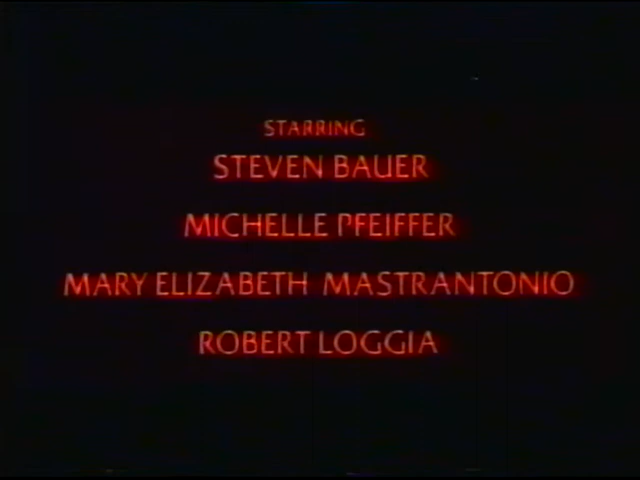 STARRING
STEVEN BAUER
MICHELLE PFEIFFER
MARY ELIZABETH MASTRANTONIO
ROBERT LOGGIA